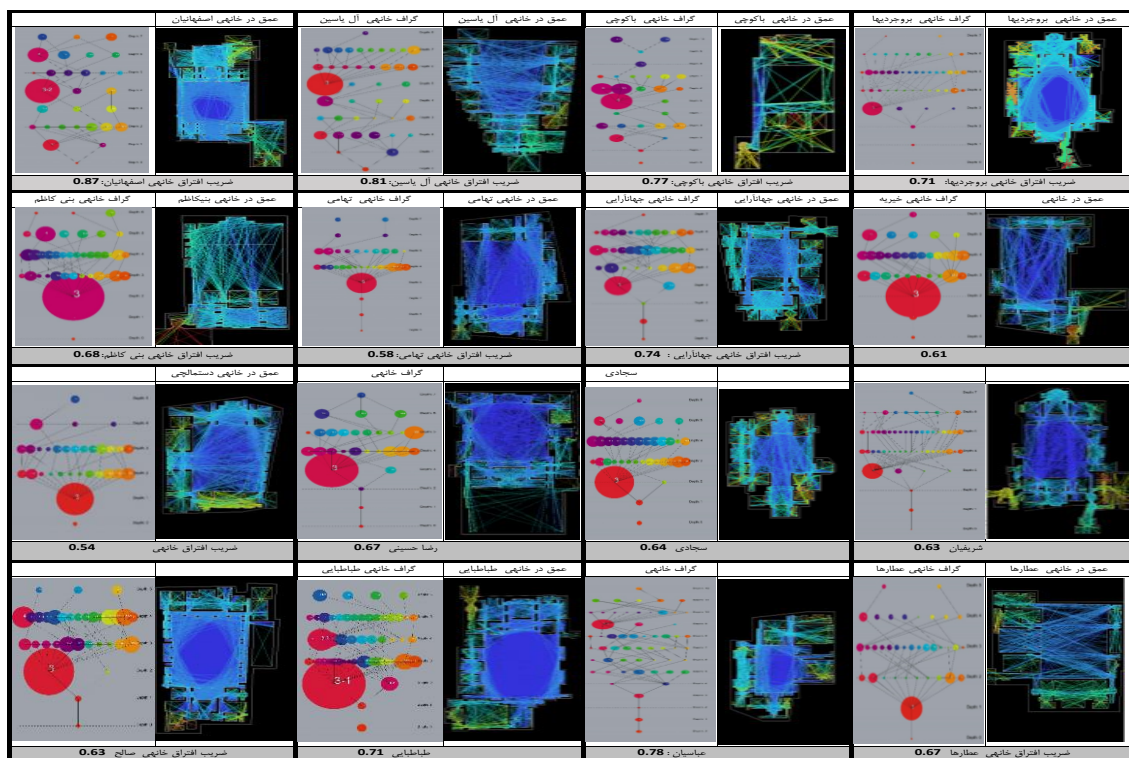 عمق در خانهی بروجردیها
گراف خانهی بروجردیها
عمق در خانهی باکوچی
گراف خانهی باکوچی
عمق در خانهی آل یاسین
گراف خانهی آل یاسین
عمق در خانهی اصفهانیان
ضریب افتراق خانهی بروجردیها: 0.71
ضریب افتراق خانهی باکوچی: 0.77
ضریب افتراق خانهی آل یاسین: 0.81
ضریب افتراق خانهی اصفهانیان: 0.87
عمق در خانهی
گراف خانهی خیریه
عمق در خانهی جهانآرایی
گراف خانهی جهانآرایی
عمق در خانهی تهامی
گراف خانهی تهامی
عمق در خانهی بنیکاظم
گراف خانهی بنی کاظم
0.61
ضریب افتراق خانهی جهانآرایی: 0.74
ضریب افتراق خانهی تهامی: 0.58
ضریب افتراق خانهی بنی کاظم: 0.68
سجادی
گراف خانهی
عمق در خانهی دستمالچی
شریفیان 0.63
سجادی 0.64
رضا حسینی 0.67
ضریب افتراق خانهی 0.54
عمق در خانهی عطارها
گراف خانهی عطارها
گراف خانهی
عمق در خانهی طباطبایی
گراف خانهی طباطبایی
3-1
ضریب افتراق خانهی عطارها 0.67
عباسیان: 0.78
طباطبایی 0.71
ضریب افتراق خانهی صالح 0.63